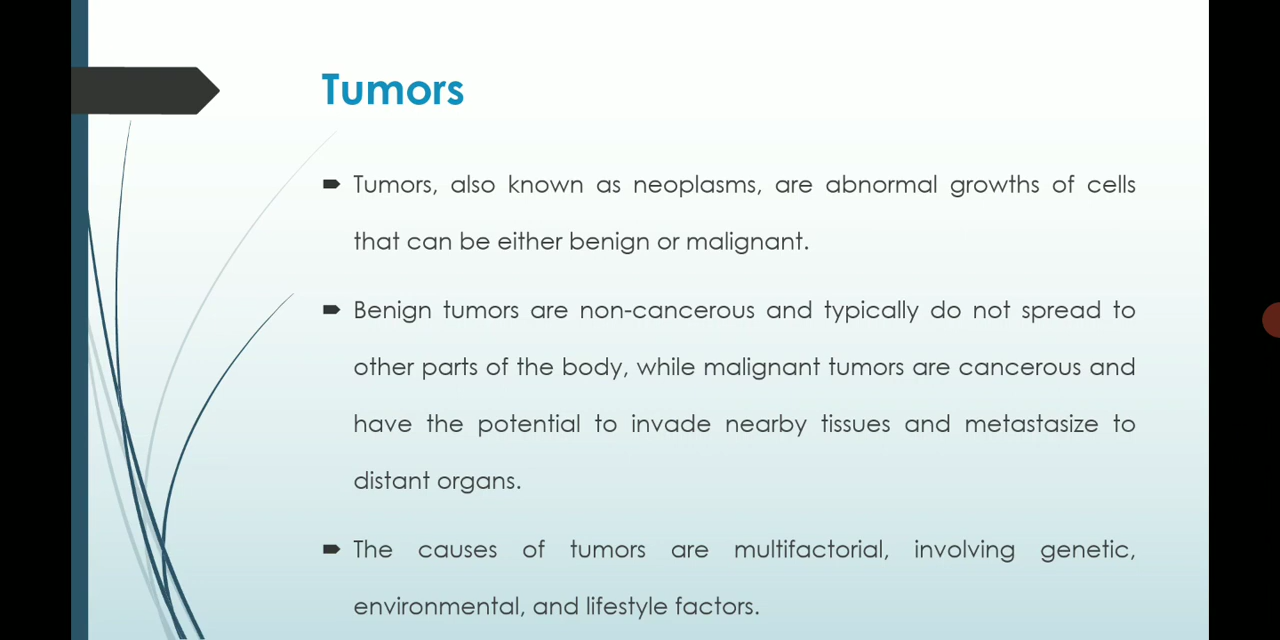 Tumors
Tumors, also known as neoplasms, are abnormal growths of cells
that can be either benign or malignant.
Benign tumors are non-cancerous and typically do not spread to
other parts of the body, while malignant tumors are cancerous and
have the potential to invade nearby tissues and metastasize to
distant organs.
The causes of tumors are multifactorial, involving genetic,
environmental, and lifestyle factors.